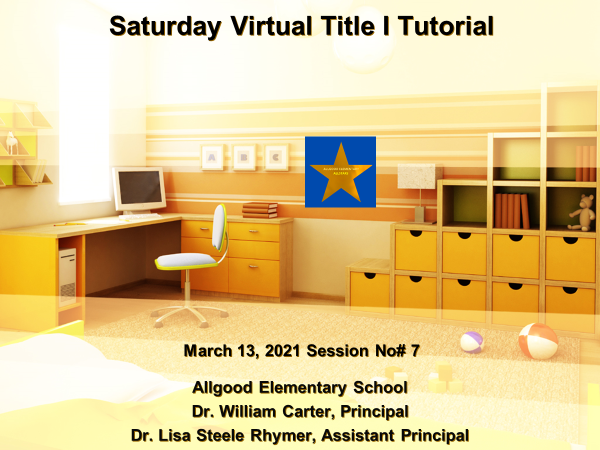 Saturday Virtual Title I Tutorial
A B C
March 13, 2021 Session No# 7
Allgood Elementary School
Dr. William Carter, Principal
Dr. Lisa Steele Rhymer, Assistant Principal